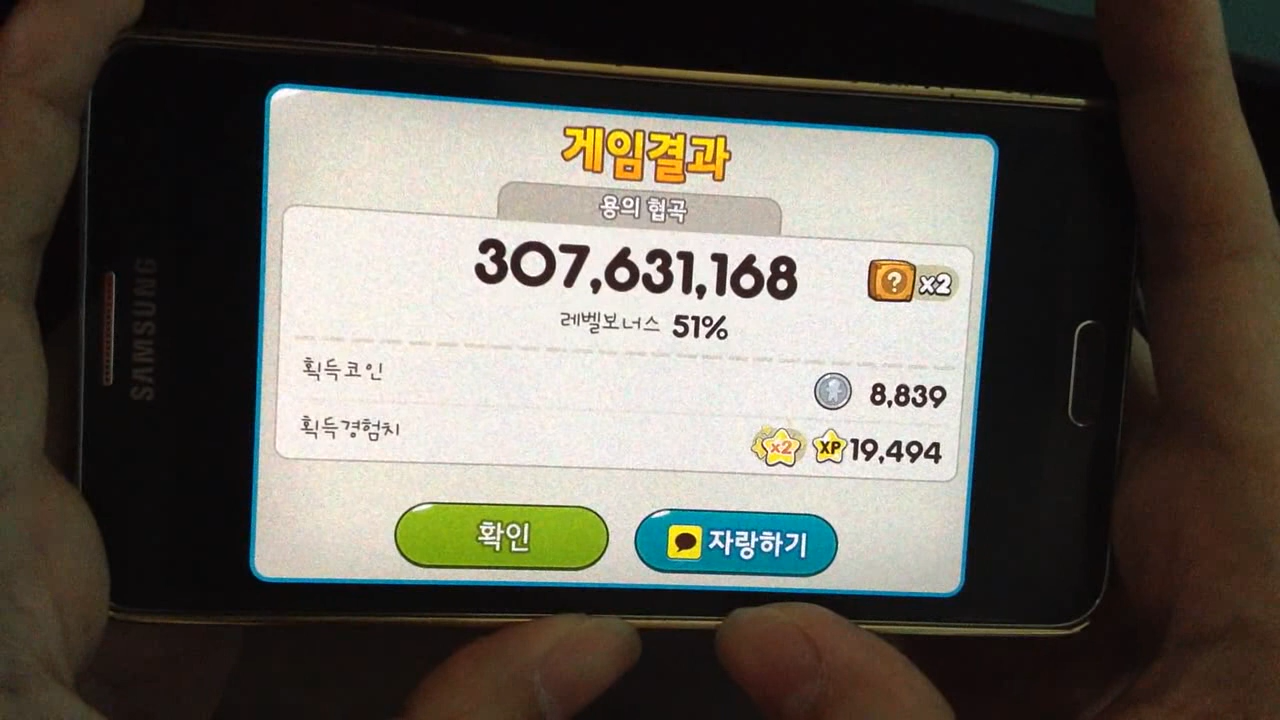 게임결과
용의 협곡
307,631,168
? x2
레벨보너스 51%
획득코인 8,839
획득경험치 x2 XP 19,494
확인 자랑하기
SAMSUNG